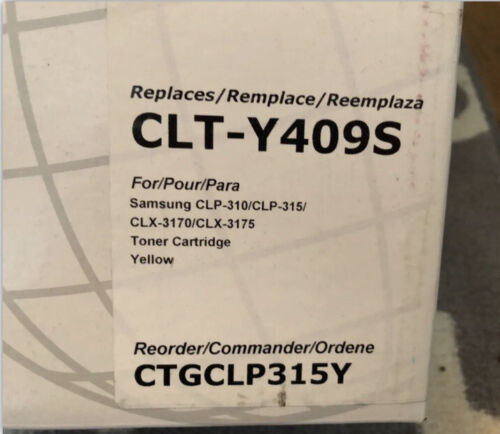 Replaces/Remplace/Reemplaza
CLT-Y409S
For/Pour/Para
Samsung CLP-310/CLP-315/
CLX-3170/CLX-3175
Toner Cartridge
Yellow
Reorder/Commander/Ordene
CTGCLP315Y